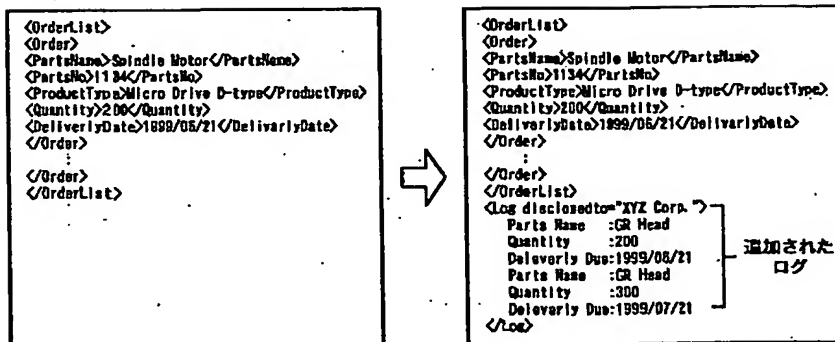 <OrderList>
<Order>
<PartsName>Spindle Motor</PartsName>
<PartsNo>1134</PartsNo>
<ProductType>Micro Drive D-type</ProductType>
<Quantity>200</Quantity>
<DeliverlyDate>1999/06/21</DelivarlyDate>
</Order>
:
</Order>
</OrderList>
<OrderList>
<Order>
<PartsName>Spindle Motor</PartsName>
<PartsNo>1134</PartsNo>
<ProductType>Micro Drive D-type</ProductType>
<Quantity>200</Quantity>
<DeliverlyDate>1999/06/21</DelivarlyDate>
</Order>
:
</Order>
</OrderList>
<Log disclosedto="XYZ Corp.">
Parts Name :GR Head
Quantity :200
Deleverly Due:1999/06/21
Parts Name :GR Head
Quantity :300
Deleverly Due:1999/07/21
</Log>
追加された
ログ